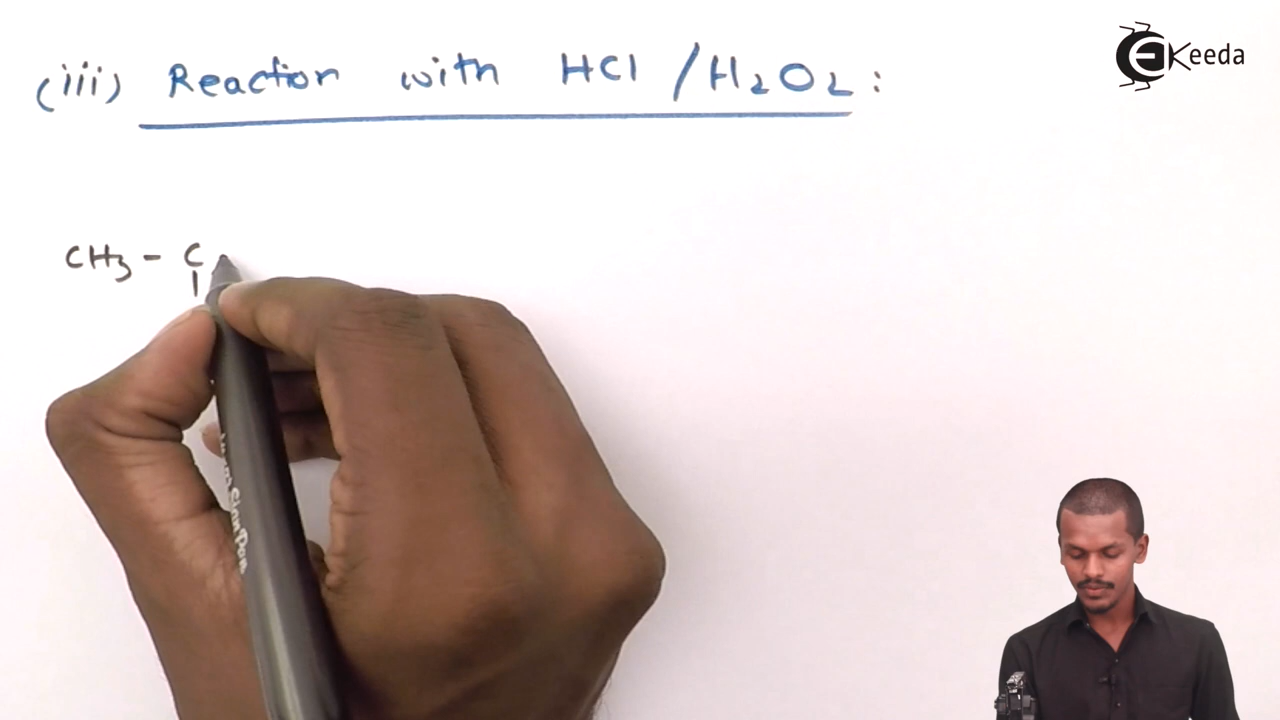 Keeda
(iii) Reaction with HCl / H₂O₂ :
CH₃ - C